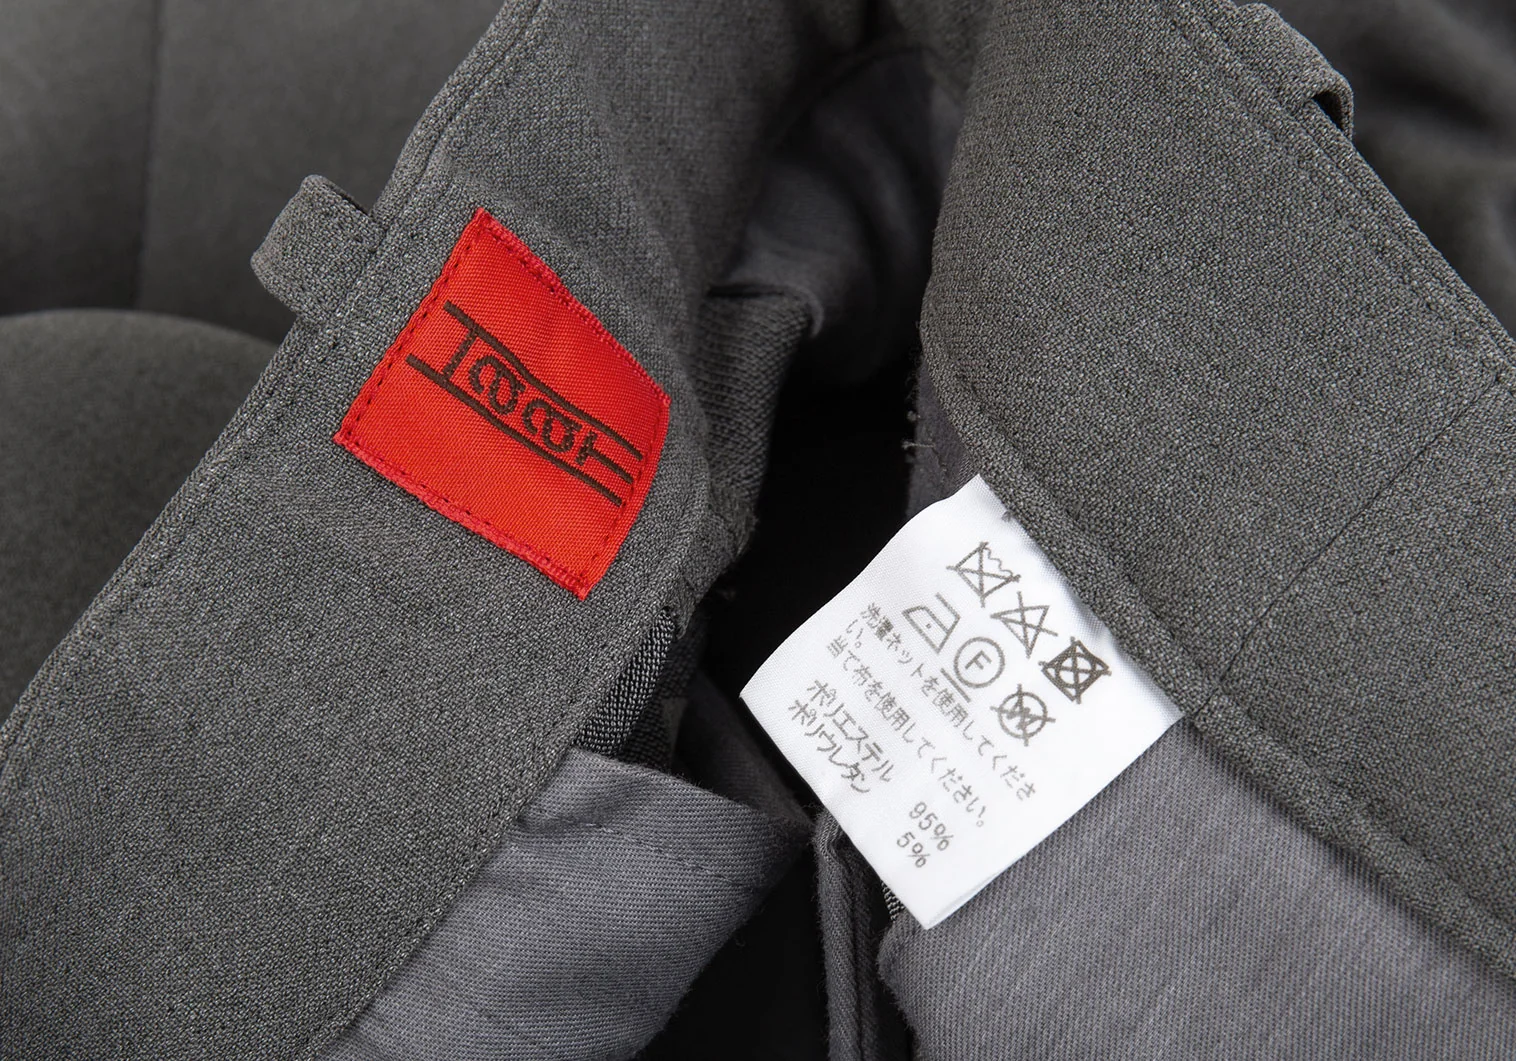 F
W
洗濯ネットを使用してくださ
い。
当て布を使用してください。
ポリエステル 95%
ポリウレタン 5%